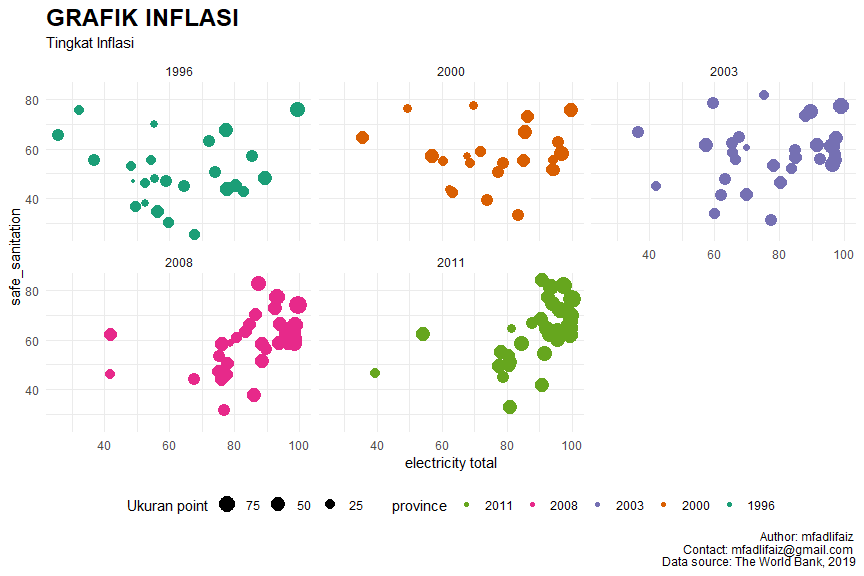 GRAFIK INFLASI
Tingkat Inflasi
1996
2000
2003
80
60
40
40 60 80 100
safe_sanitation
2008
2011
80
60
40
40 60 80 100
40 60 80 100
electricity total
Ukuran point 75 50 25 province 2011 2008 2003 2000 1996
Author: mfadlifaiz
Contact: mfadlifaiz@gmail.com
Data source: The World Bank, 2019